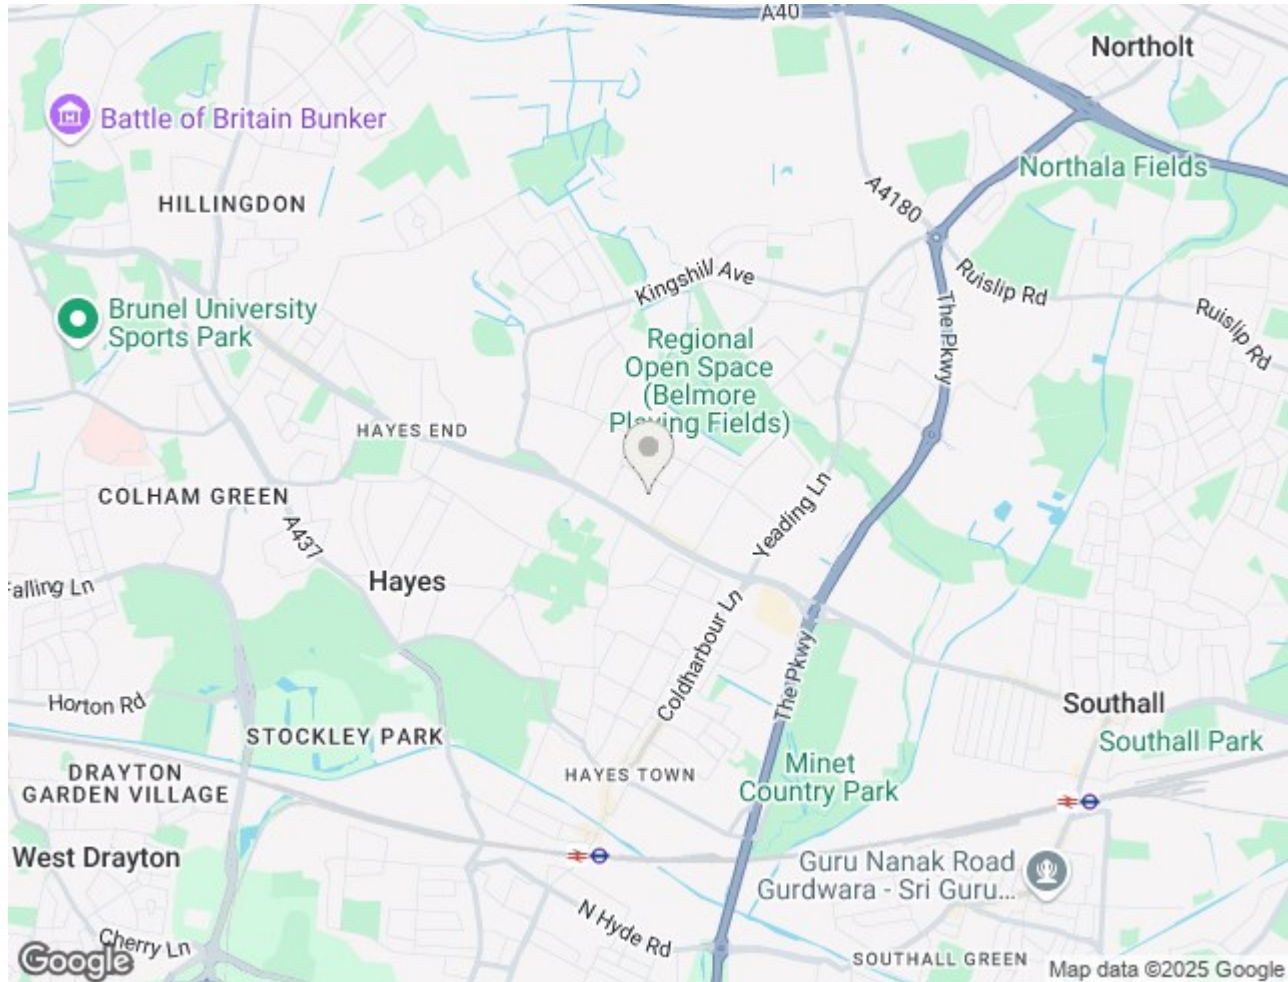 A40
Northolt
Battle of Britain Bunker
Northala Fields
HILLINGDON
A4180
Kingshill Ave
Ruislip Rd
The Pkwy
Ruislip Rd
Brunel University
Sports Park
Regional
Open Space
(Belmore
Playing Fields)
HAYES END
COLHAM GREEN
A437
Yeading Ln
Hayes
Falling Ln
Coldharbour Ln
The Pkwy
Horton Rd
Southall
STOCKLEY PARK
Southall Park
DRAYTON
GARDEN VILLAGE
HAYES TOWN
Minet
Country Park
West Drayton
Guru Nanak Road
Gurdwara - Sri Guru...
N Hyde Rd
Cherry Ln
SOUTHALL GREEN
Google
Map data ©2025 Google